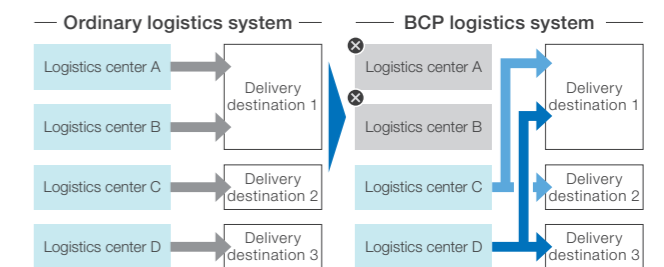 Ordinary logistics system
Logistics center A
Logistics center B
Delivery
destination 1
Logistics center C
Delivery
destination 2
Logistics center D
Delivery
destination 3
BCP logistics system
Logistics center A
Logistics center B
Delivery
destination 1
Logistics center C
Delivery
destination 2
Logistics center D
Delivery
destination 3